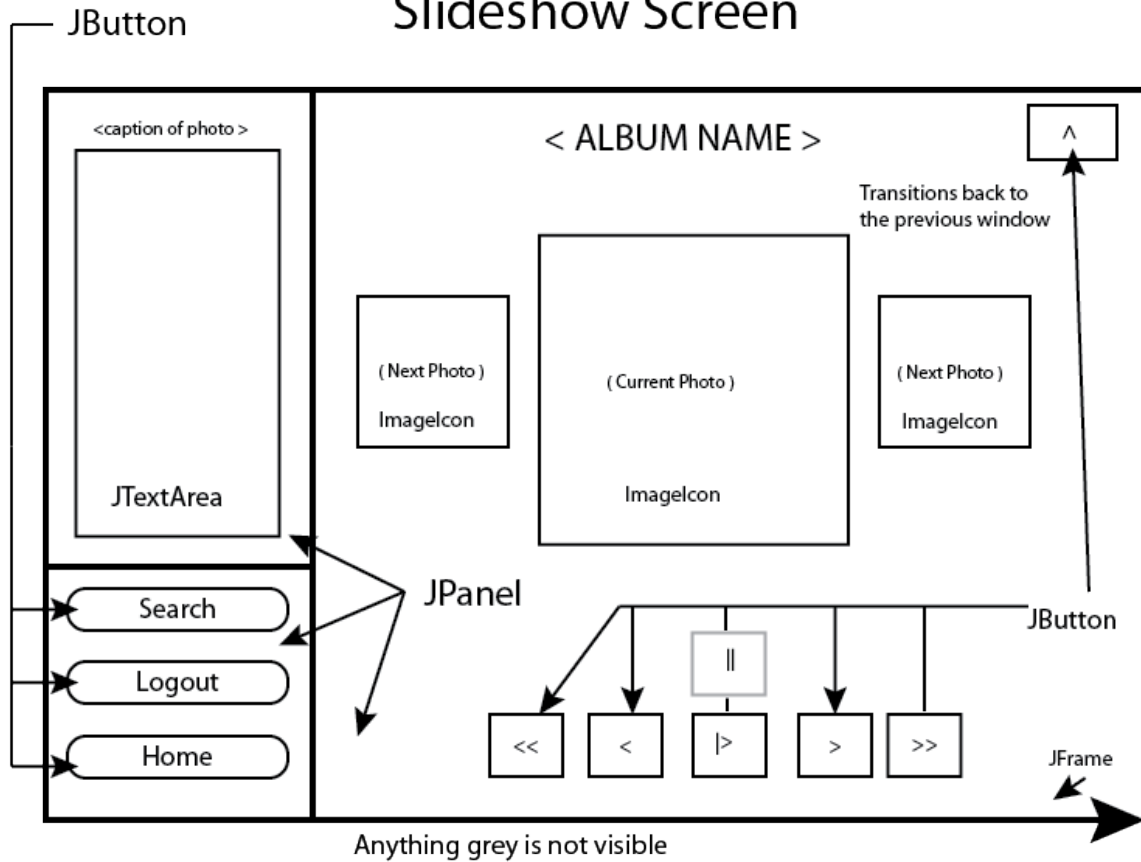 Slideshow Screen
JButton
<caption of photo >
JTextArea
Search
Logout
Home
JPanel
< ALBUM NAME >
^
Transitions back to
the previous window
( Next Photo )
ImageIcon
( Current Photo )
ImageIcon
( Next Photo )
ImageIcon
JButton
||
<<
<
|>
>
>>
JFrame
Anything grey is not visible